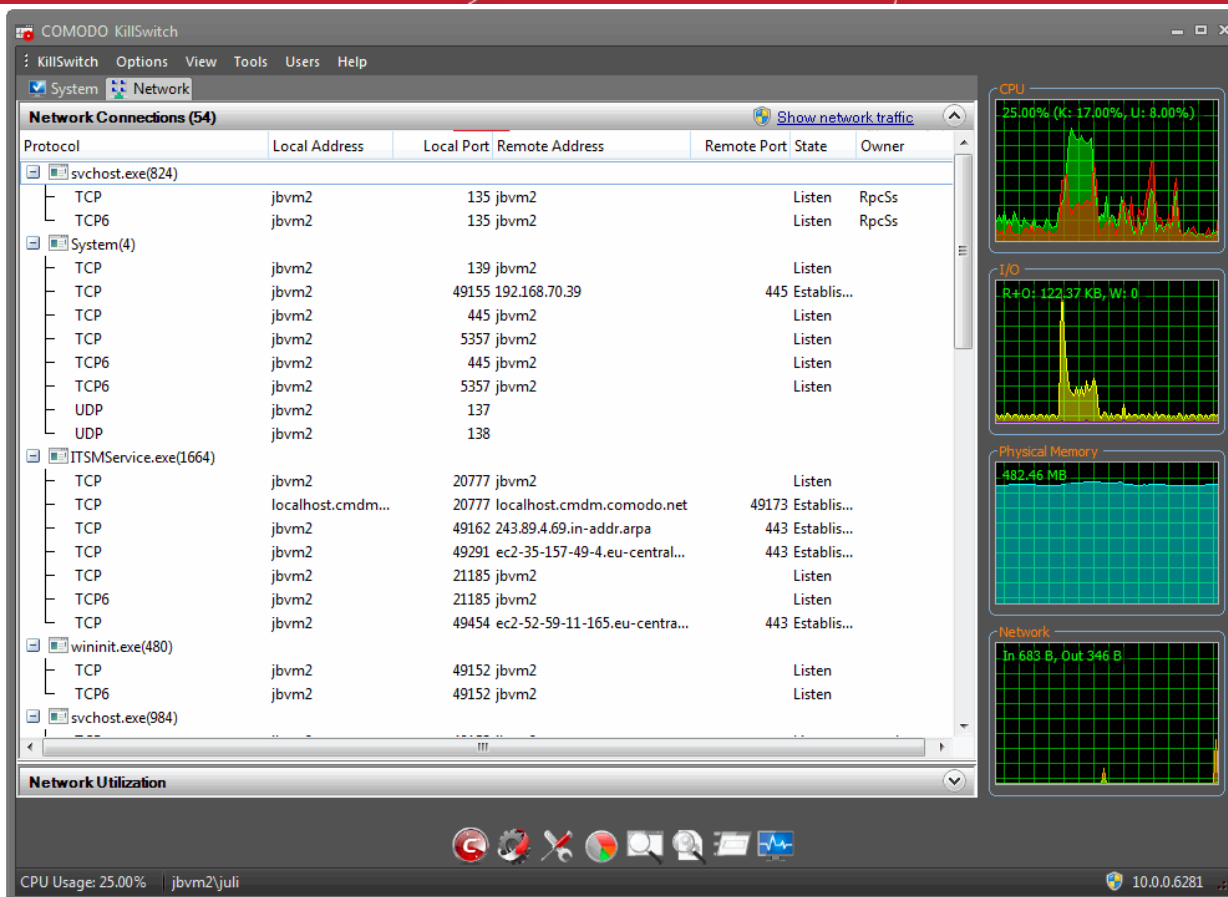 COMODO KillSwitch
KillSwitch Options View Tools Users Help
System Network
Network Connections (54) Show network traffic
Protocol Local Address Local Port Remote Address Remote Port State Owner
svchost.exe(824)
TCP jbvm2 135 jbvm2 Listen RpcSs
TCP6 jbvm2 135 jbvm2 Listen RpcSs
System(4)
TCP jbvm2 139 jbvm2 Listen
TCP jbvm2 49155 192.168.70.39 445 Establis...
TCP jbvm2 445 jbvm2 Listen
TCP jbvm2 5357 jbvm2 Listen
TCP6 jbvm2 445 jbvm2 Listen
TCP6 jbvm2 5357 jbvm2 Listen
UDP jbvm2 137
UDP jbvm2 138
ITSMService.exe(1664)
TCP jbvm2 20777 jbvm2 Listen
TCP localhost.cmdm... 20777 localhost.cmdm.comodo.net 49173 Establis...
TCP jbvm2 49162 243.89.4.69.in-addr.arpa 443 Establis...
TCP jbvm2 49291 ec2-35-157-49-4.eu-central... 443 Establis...
TCP jbvm2 21185 jbvm2 Listen
TCP6 jbvm2 21185 jbvm2 Listen
TCP jbvm2 49454 ec2-52-59-11-165.eu-centra... 443 Establis...
wininit.exe(480)
TCP jbvm2 49152 jbvm2 Listen
TCP6 jbvm2 49152 jbvm2 Listen
svchost.exe(984)
Network Utilization
CPU
25.00% (K: 17.00%, U: 8.00%)
I/O
R+O: 122.37 KB, W: 0
Physical Memory
482.46 MB
Network
In 683 B, Out 346 B
CPU Usage: 25.00% jbvm2\juli 10.0.0.6281